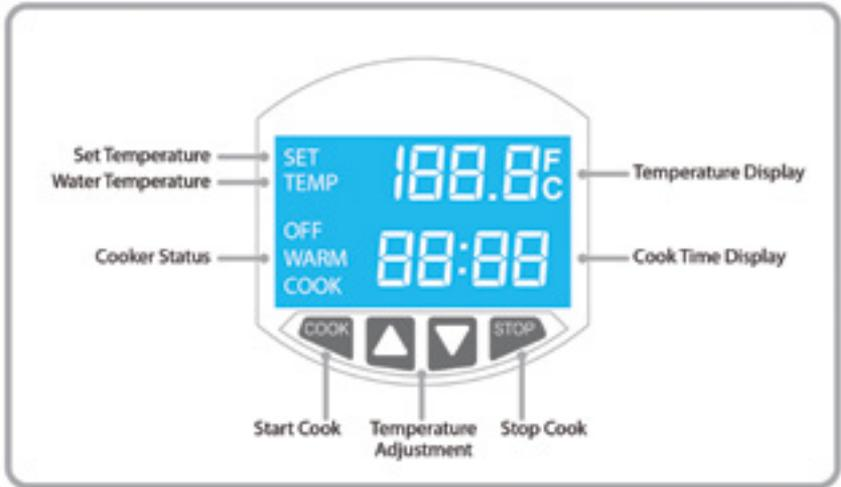 Set Temperature
Water Temperature
Cooker Status
SET
TEMP
188.8 F
C
OFF
WARM
COOK
88:88
Temperature Display
Cook Time Display
COOK
STOP
Start Cook
Temperature
Adjustment
Stop Cook